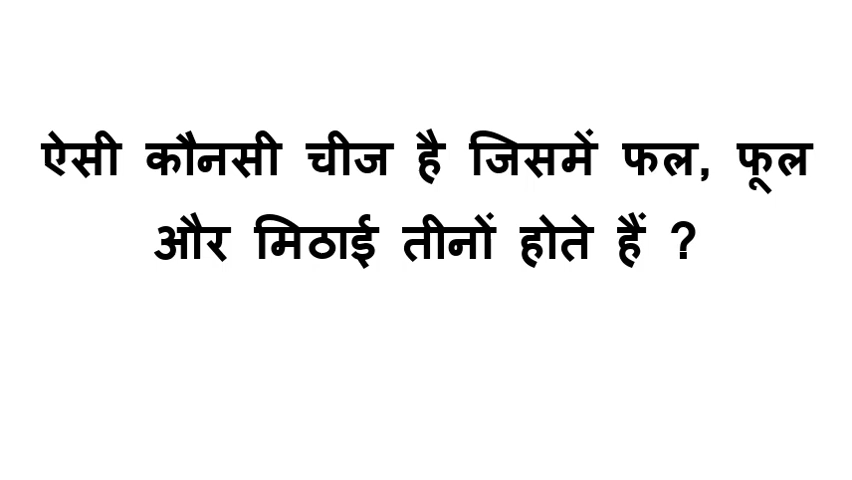 ऐसी कौनसी चीज है जिसमें फल, फूल
और मिठाई तीनों होते हैं ?